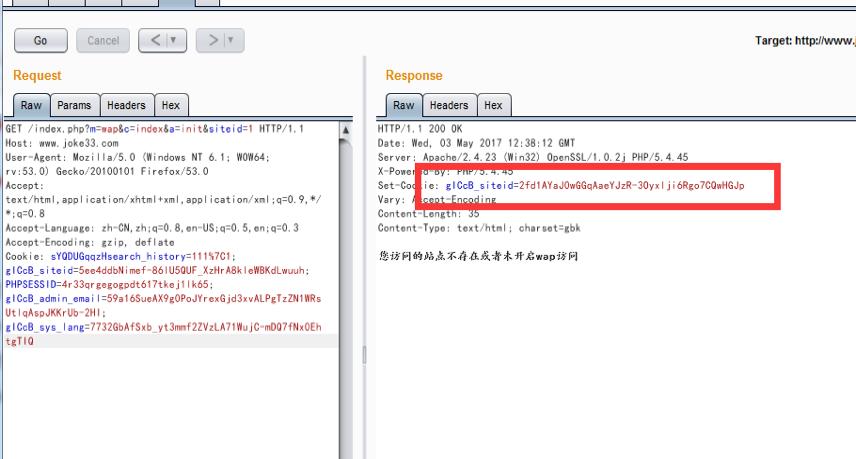 Go
Cancel
<
>
Target: http://www.j
Request
Response
Raw
Params
Headers
Hex
Raw
Headers
Hex
GET /index.php?m=wap&c=index&a=init&siteid=1 HTTP/1.1
Host: www.joke33.com
User-Agent: Mozilla/5.0 (Windows NT 6.1; WOW64;
rv:53.0) Gecko/20100101 Firefox/53.0
Accept:
text/html,application/xhtml+xml,application/xml;q=0.9,*/
*;q=0.8
Accept-Language: zh-CN,zh;q=0.8,en-US;q=0.5,en;q=0.3
Accept-Encoding: gzip, deflate
Cookie: sYQDUGqqzHsearch_history=111%7C1;
glCcB_siteid=5ee4ddbNimef-86lU5QUF_XzHrA8kleWBKdLwuuh;
PHPSESSID=4r33qrgegogpdt617tkej1lk65;
glCcB_admin_email=59a16SueAX9gOPoJYrexGjd3xvALPgTzZN1WRs
UtlqAspJKKrUb-2HI;
glCcB_sys_lang=7732GbAfSxb_yt3mmf2ZVzLA71WujC-mDQ7fNxOEh
tgTIQ
HTTP/1.1 200 OK
Date: Wed, 03 May 2017 12:38:12 GMT
Server: Apache/2.4.23 (Win32) OpenSSL/1.0.2j PHP/5.4.45
X-Powered-By: PHP/5.4.45
Set-Cookie: glCcB_siteid=2fd1AYaJOwGGqAaeYJzR-3Oyxlji6Rgo7CQwHGJp
Vary: Accept-Encoding
Content-Length: 35
Content-Type: text/html; charset=gbk
您访问的站点不存在或者未开启wap访问